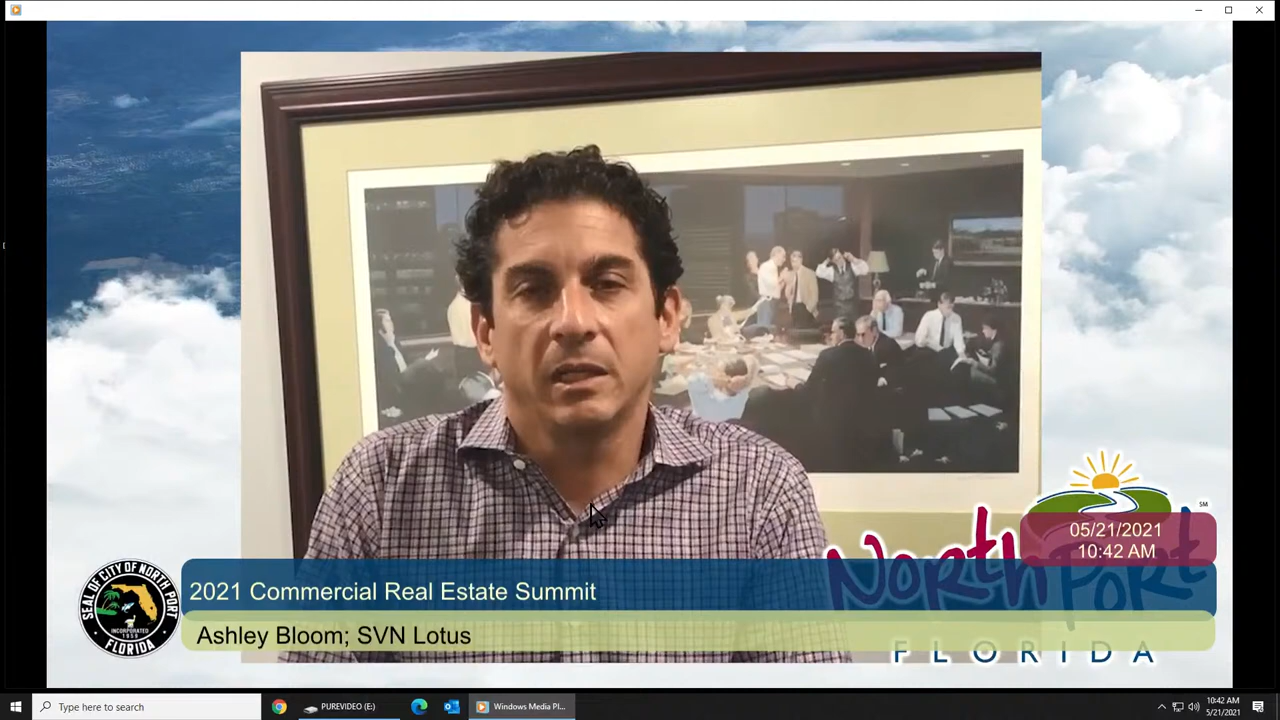 05/21/2021
10:42 AM
North Port
SM
FLORIDA
SEAL OF CITY OF NORTH PORT
INCORPORATED
FLORIDA
2021 Commercial Real Estate Summit
Ashley Bloom; SVN Lotus
Type here to search
PUREVIDEO (E:)
Windows Media Pl...
10:42 AM
5/21/2021